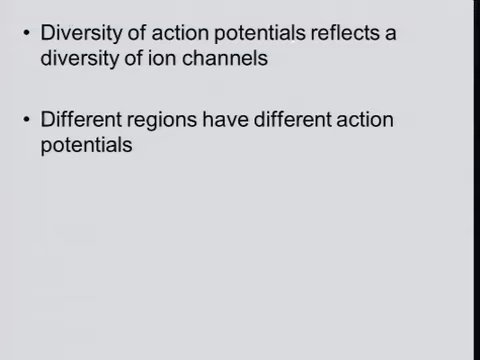 • Diversity of action potentials reflects a
diversity of ion channels
• Different regions have different action
potentials